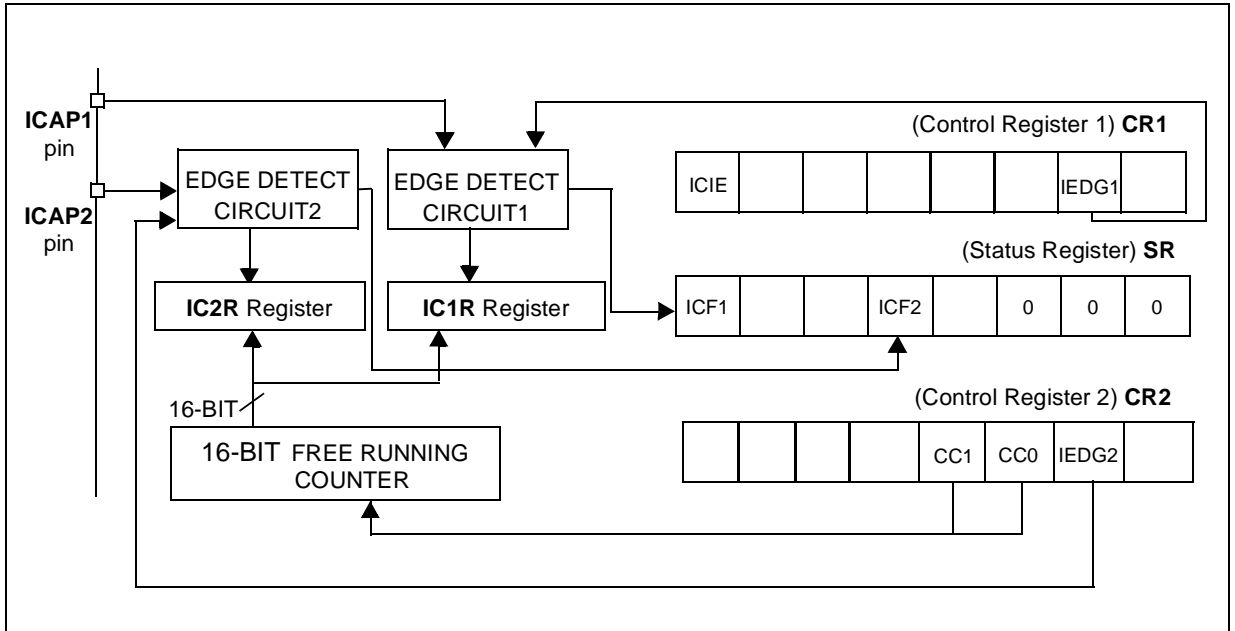 ICAP1
pin
ICAP2
pin
EDGE DETECT
CIRCUIT2
EDGE DETECT
CIRCUIT1
(Control Register 1) CR1
ICIE
IEDG1
IC2R Register
IC1R Register
(Status Register) SR
ICF1 ICF2 0 0 0
16-BIT
16-BIT FREE RUNNING
COUNTER
(Control Register 2) CR2
CC1 CC0 IEDG2